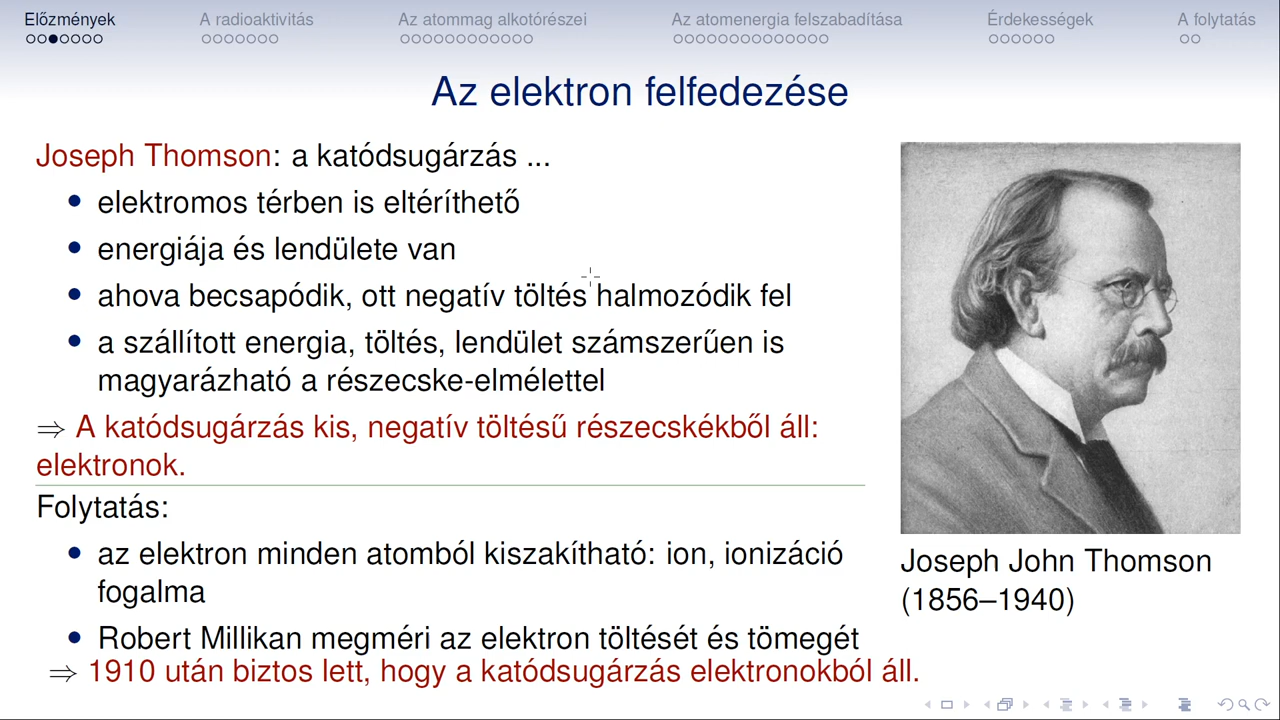 Előzmények
A radioaktivitás
Az atommag alkotórészei
Az atomenergia felszabadítása
Érdekességek
A folytatás
Az elektron felfedezése
Joseph Thomson: a katódsugárzás ...
• elektromos térben is eltéríthető
• energiája és lendülete van
• ahova becsapódik, ott negatív töltés halmozódik fel
• a szállított energia, töltés, lendület számszerűen is
magyarázható a részecske-elmélettel
⇒ A katódsugárzás kis, negatív töltésű részecskékből áll:
elektronok.
Folytatás:
• az elektron minden atomból kiszakítható: ion, ionizáció
fogalma
• Robert Millikan megméri az elektron töltését és tömegét
⇒ 1910 után biztos lett, hogy a katódsugárzás elektronokból áll.
Joseph John Thomson
(1856–1940)